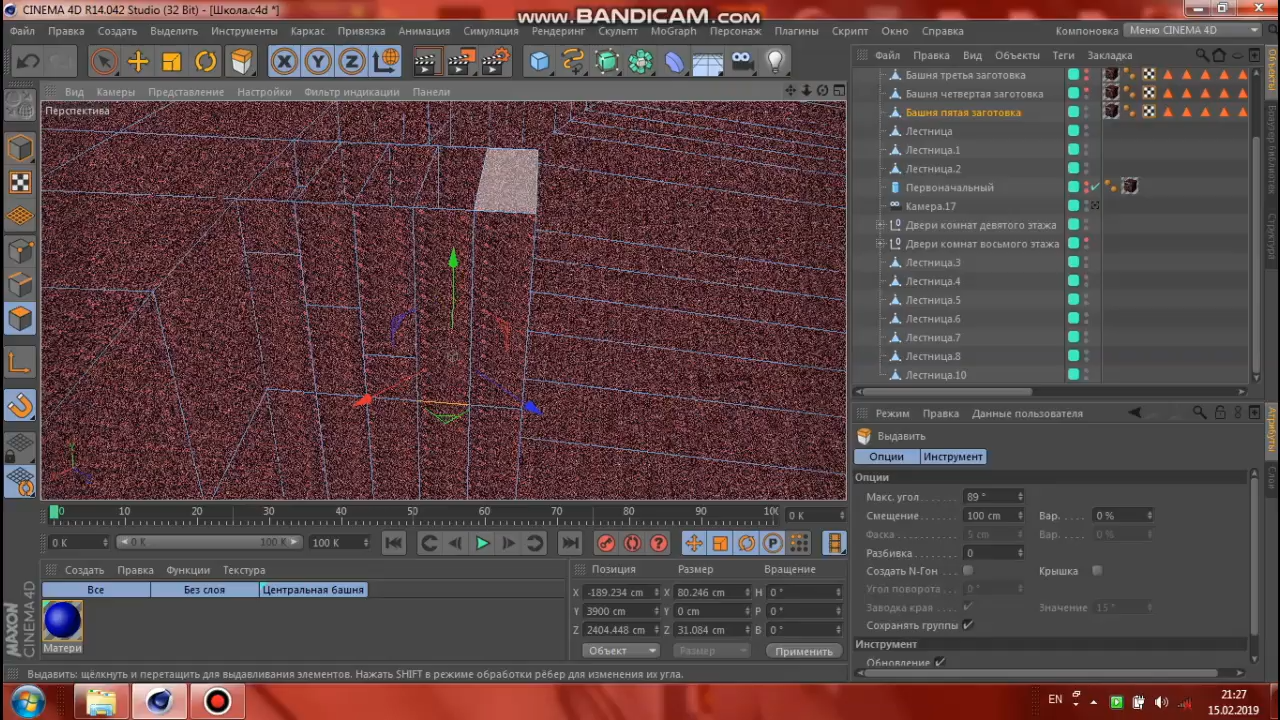 CINEMA 4D R14.042 Studio (32 Bit) - [Школа.c4d *]
www.BANDICAM.com
Файл Правка Создать Выделить Инструменты Каркас Привязка Анимация Симуляция Рендеринг Скульпт MoGraph Персонаж Плагины Скрипт Окно Справка
Компоновка Меню CINEMA 4D
Файл Правка Вид Объекты Теги Закладка
Вид Камеры Представление Настройки Фильтр индикации Панели
Перспектива
Башня третья заготовка
Башня четвертая заготовка
Башня пятая заготовка
Лестница
Лестница.1
Лестница.2
Первоначальный
Камера.17
Двери комнат девятого этажа
Двери комнат восьмого этажа
Лестница.3
Лестница.4
Лестница.5
Лестница.6
Лестница.7
Лестница.8
Лестница.10
Объекты
Браузер библиотек
Структура
Режим Правка Данные пользователя
Атрибуты
Слои
Выдавить
Опции Инструмент
Опции
Макс. угол 89 °
Смещение 100 cm Вар. 0 %
Фаска 5 cm Вар. 0 %
Разбивка 0
Создать N-Гон Крышка
Угол поворота 0 °
Заводка края Значение 15 °
Сохранять группы
Инструмент
Обновление
0 10 20 30 40 50 60 70 80 90 100 0 K
0 K 0 K 100 K 100 K
Создать Правка Функции Текстура
Все Без слоя Центральная башня
Матери
Позиция Размер Вращение
X -189.234 cm X 80.246 cm H 0 °
Y 3900 cm Y 0 cm P 0 °
Z 2404.448 cm Z 31.084 cm B 0 °
Объект Размер Применить
MAXON
CINEMA 4D
Выдавить: щёлкнуть и перетащить для выдавливания элементов. Нажать SHIFT в режиме обработки рёбер для изменения их угла.
EN
21:27
15.02.2019